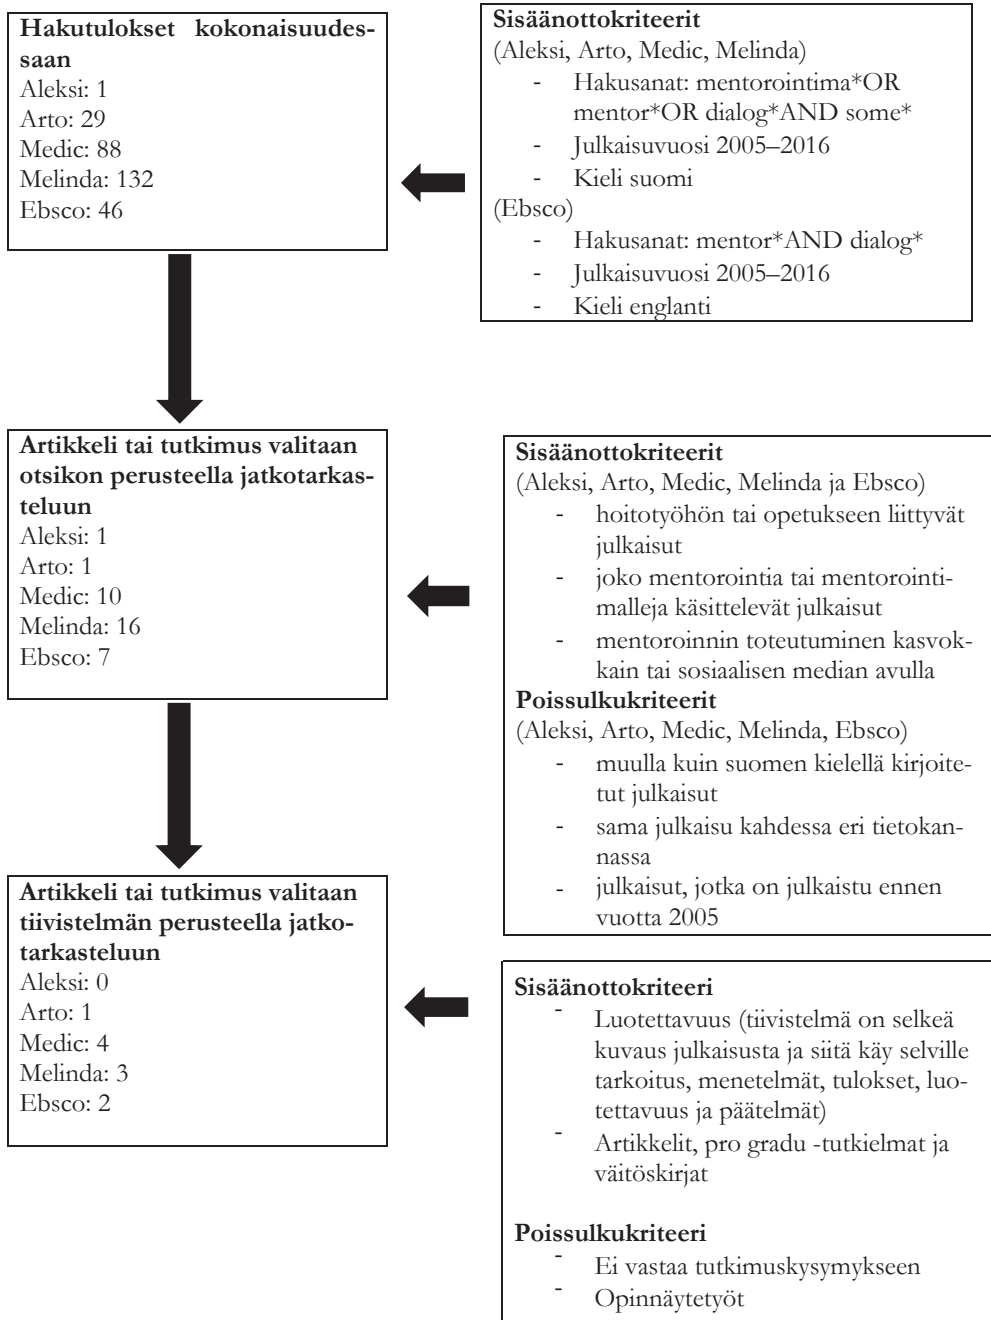 Hakutulokset kokonaisuudes-
saan
Aleksi: 1
Arto: 29
Medic: 88
Melinda: 132
Ebsco: 46
Sisäänottokriteerit
(Aleksi, Arto, Medic, Melinda)
- Hakusanat: mentorointima*OR
mentor*OR dialog*AND some*
- Julkaisuvuosi 2005–2016
- Kieli suomi
(Ebsco)
- Hakusanat: mentor*AND dialog*
- Julkaisuvuosi 2005–2016
- Kieli englanti
Artikkeli tai tutkimus valitaan
otsikon perusteella jatkotarkas-
teluun
Aleksi: 1
Arto: 1
Medic: 10
Melinda: 16
Ebsco: 7
Sisäänottokriteerit
(Aleksi, Arto, Medic, Melinda ja Ebsco)
- hoitotyöhön tai opetukseen liittyvät
julkaisut
- joko mentorointia tai mentorointi-
malleja käsittelevät julkaisut
- mentoroinnin toteutuminen kasvok-
kain tai sosiaalisen median avulla
Poissulkukriteerit
(Aleksi, Arto, Medic, Melinda, Ebsco)
- muulla kuin suomen kielellä kirjoite-
tut julkaisut
- sama julkaisu kahdessa eri tietokan-
nassa
- julkaisut, jotka on julkaistu ennen
vuotta 2005
Artikkeli tai tutkimus valitaan
tiivistelmän perusteella jatko-
tarkasteluun
Aleksi: 0
Arto: 1
Medic: 4
Melinda: 3
Ebsco: 2
Sisäänottokriteeri
- Luotettavuus (tiivistelmä on selkeä
kuvaus julkaisusta ja siitä käy selville
tarkoitus, menetelmät, tulokset, luo-
tettavuus ja päätelmät)
- Artikkelit, pro gradu -tutkielmat ja
väitöskirjat
Poissulkukriteeri
- Ei vastaa tutkimuskysymykseen
- Opinnäytetyöt